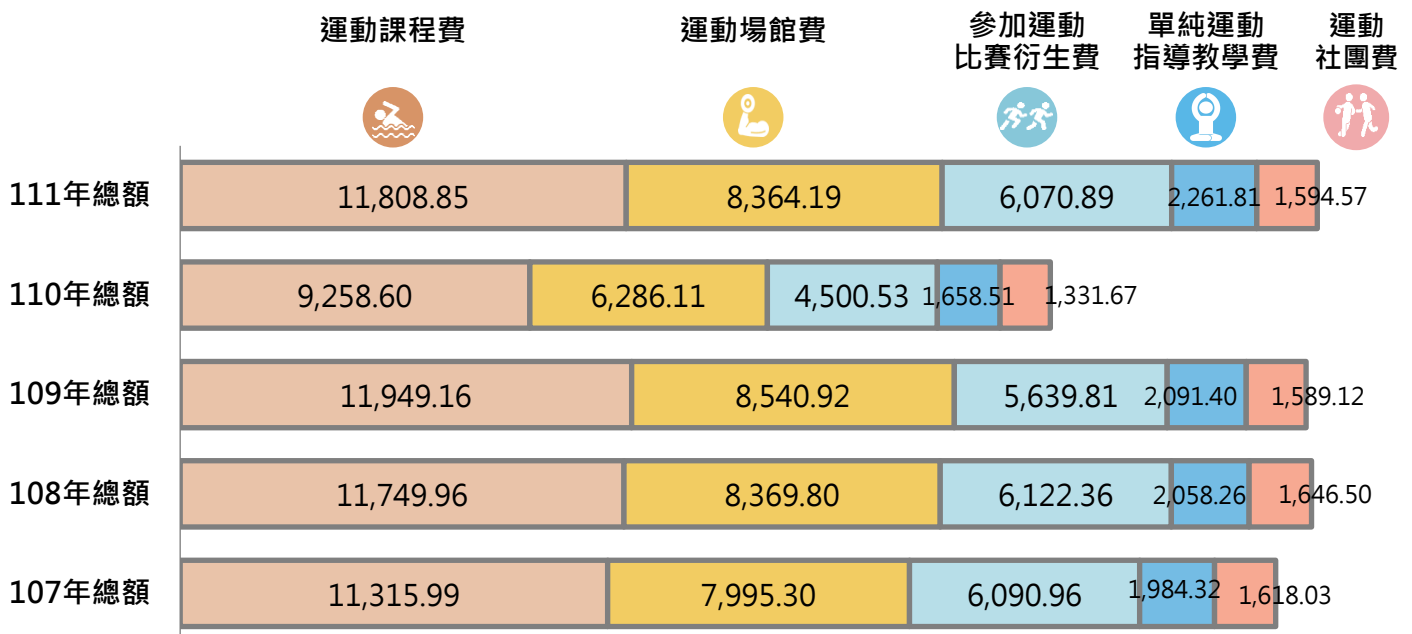 運動課程費
運動場館費
參加運動
比賽衍生費
單純運動
指導教學費
運動
社團費
111年總額
11,808.85
8,364.19
6,070.89
2,261.81
1,594.57
110年總額
9,258.60
6,286.11
4,500.53
1,658.51
1,331.67
109年總額
11,949.16
8,540.92
5,639.81
2,091.40
1,589.12
108年總額
11,749.96
8,369.80
6,122.36
2,058.26
1,646.50
107年總額
11,315.99
7,995.30
6,090.96
1,984.32
1,618.03